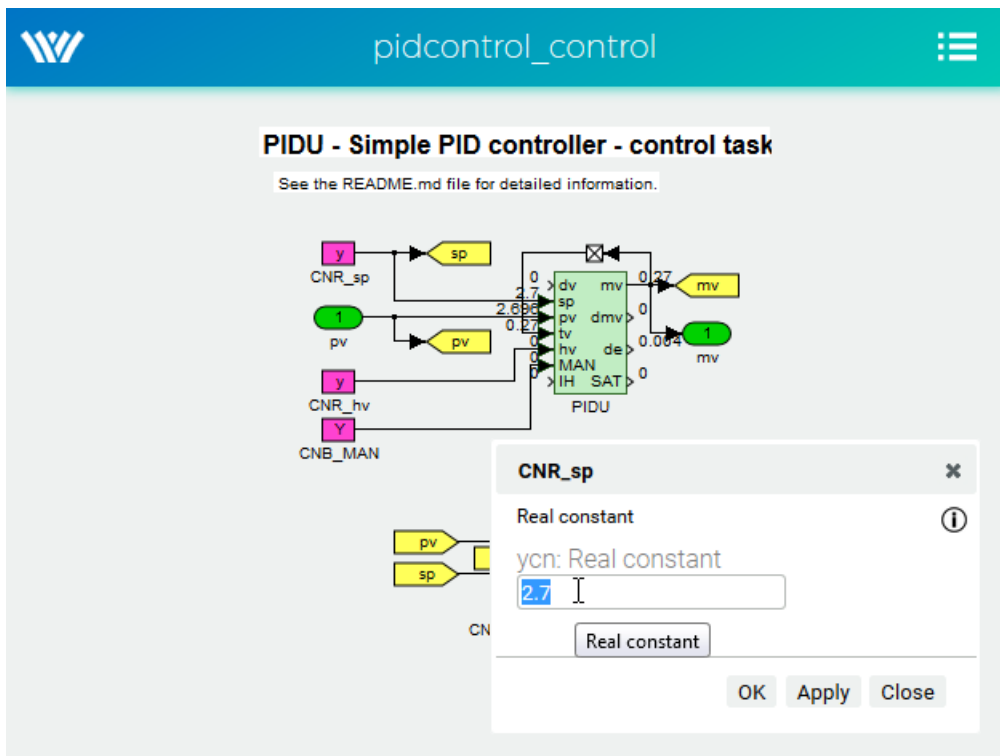 pidcontrol_control
PIDU - Simple PID controller - control task
See the README.md file for detailed information.
y
sp
CNR_sp
0
dv
mv
0.27
mv
2.7
sp
1
pv
2.696
pv
dmv
0
0.27
tv
1
mv
pv
0
hv
de
0.004
0
MAN
y
CNR_hv
0
IH
SAT
0
PIDU
Y
CNB_MAN
CNR_sp
Real constant
pv
ycn: Real constant
sp
2.7
CN
Real constant
OK
Apply
Close